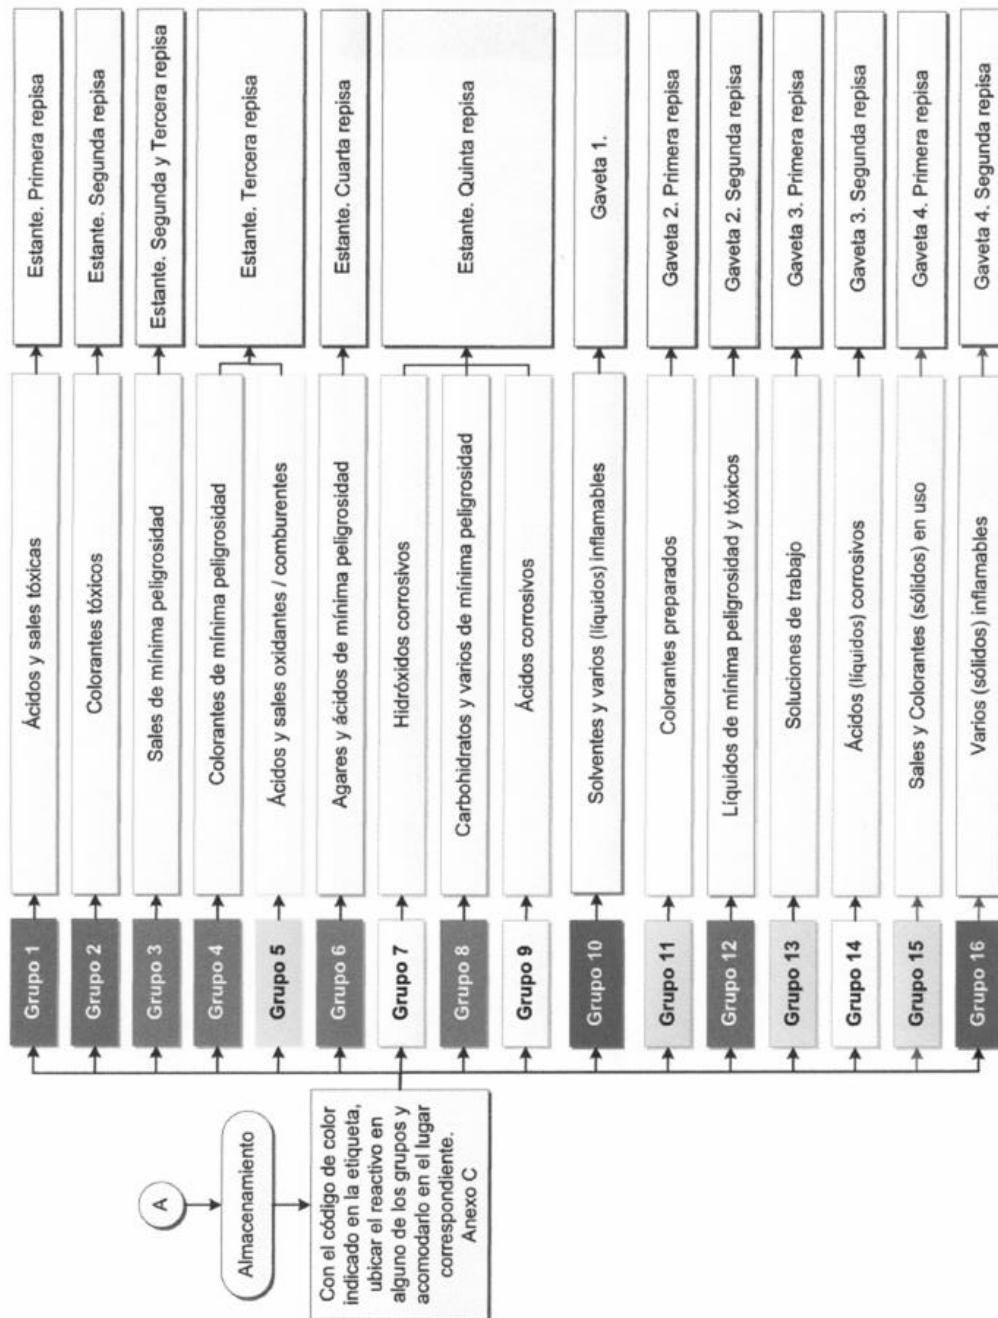 A
Almacenamiento
Con el código de color
indicado en la etiqueta,
ubicar el reactivo en
alguno de los grupos y
acomodarlo en el lugar
correspondiente.
Anexo C
Grupo 1
Ácidos y sales tóxicas
Estante. Primera repisa
Grupo 2
Colorantes tóxicos
Estante. Segunda repisa
Grupo 3
Sales de mínima peligrosidad
Estante. Segunda y Tercera repisa
Grupo 4
Colorantes de mínima peligrosidad
Grupo 5
Ácidos y sales oxidantes / comburentes
Estante. Tercera repisa
Grupo 6
Agares y ácidos de mínima peligrosidad
Estante. Cuarta repisa
Grupo 7
Hidróxidos corrosivos
Grupo 8
Carbohidratos y varios de mínima peligrosidad
Grupo 9
Ácidos corrosivos
Estante. Quinta repisa
Grupo 10
Solventes y varios (líquidos) inflamables
Gaveta 1.
Grupo 11
Colorantes preparados
Gaveta 2. Primera repisa
Grupo 12
Líquidos de mínima peligrosidad y tóxicos
Gaveta 2. Segunda repisa
Grupo 13
Soluciones de trabajo
Gaveta 3. Primera repisa
Grupo 14
Ácidos (líquidos) corrosivos
Gaveta 3. Segunda repisa
Grupo 15
Sales y Colorantes (sólidos) en uso
Gaveta 4. Primera repisa
Grupo 16
Varios (sólidos) inflamables
Gaveta 4. Segunda repisa